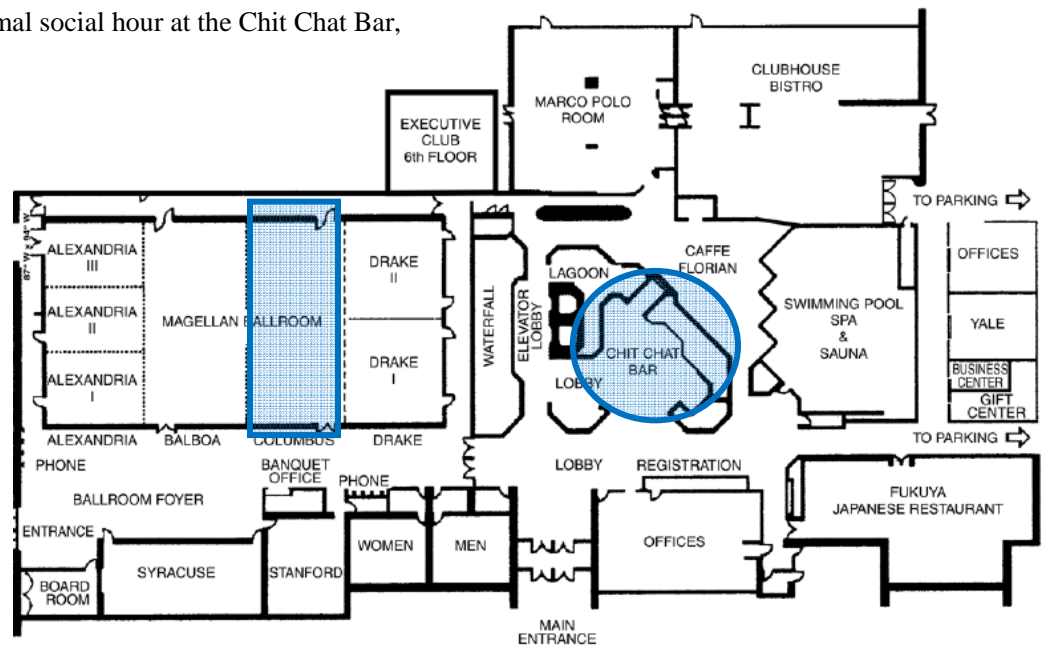 mal social hour at the Chit Chat Bar,
CLUBHOUSE
BISTRO
MARCO POLO
ROOM
EXECUTIVE
CLUB
6th FLOOR
TO PARKING
87" W x 94" W
ALEXANDRIA
III
DRAKE
II
LAGOON
CAFFE
FLORIAN
OFFICES
WATERFALL
ELEVATOR
LOBBY
SWIMMING POOL
SPA
&
SAUNA
ALEXANDRIA
II
MAGELLAN BALLROOM
YALE
CHIT CHAT
BAR
LOBBY
DRAKE
I
ALEXANDRIA
I
BUSINESS
CENTER
GIFT
CENTER
ALEXANDRIA
BALBOA
COLUMBUS
DRAKE
TO PARKING
PHONE
BANQUET
OFFICE
PHONE
LOBBY
REGISTRATION
BALLROOM FOYER
FUKUYA
JAPANESE RESTAURANT
ENTRANCE
SYRACUSE
STANFORD
WOMEN
MEN
OFFICES
BOARD
ROOM
MAIN
ENTRANCE